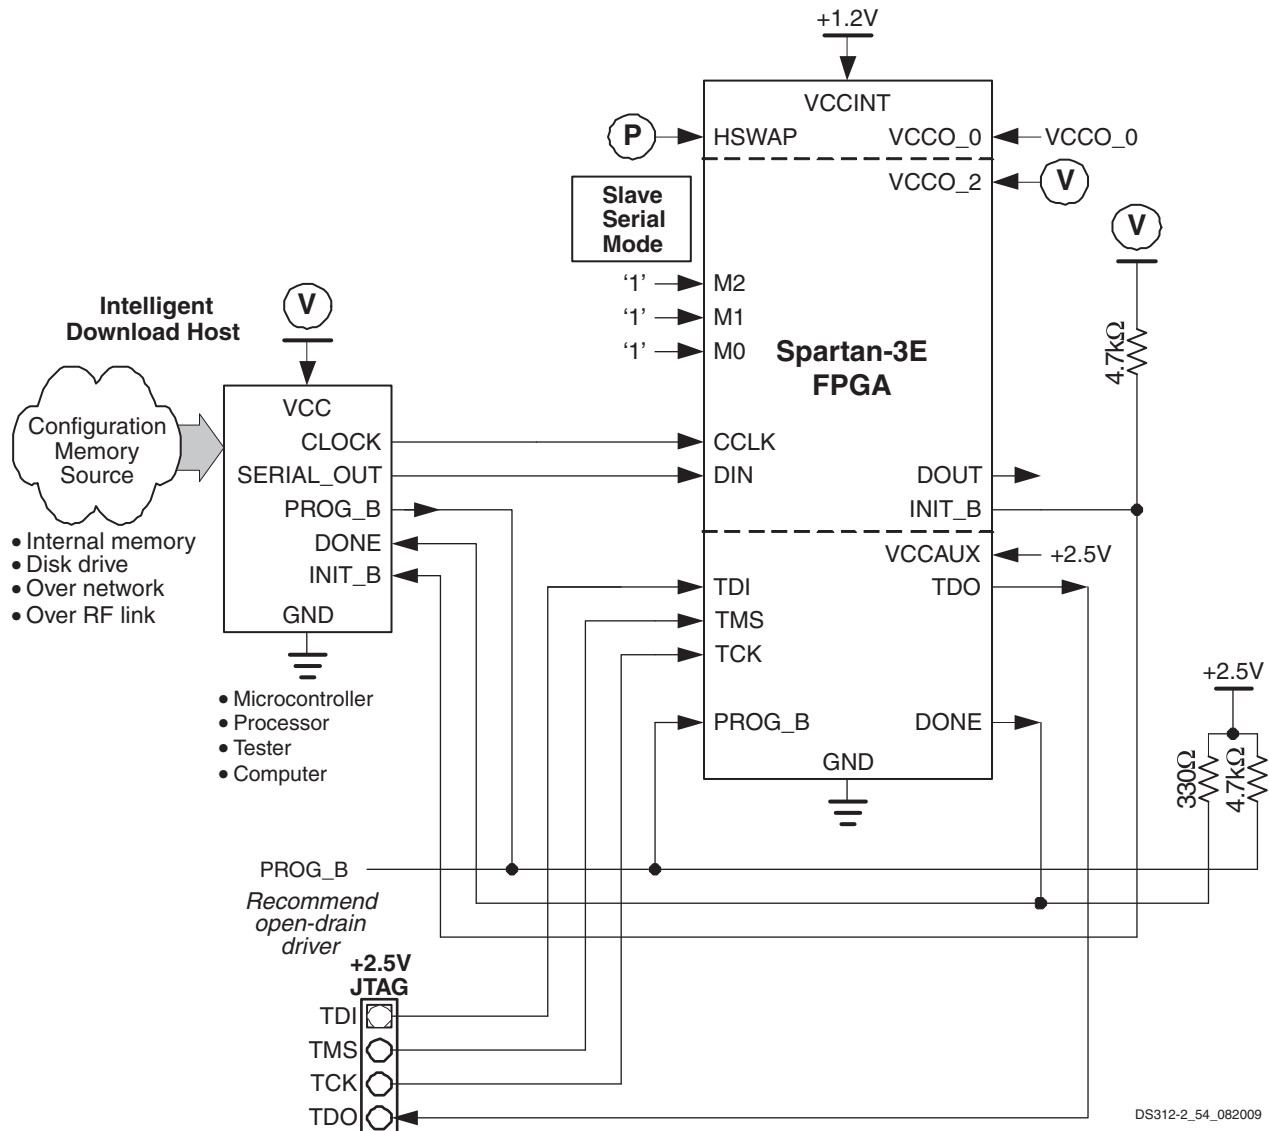 +1.2V
VCCINT
P
HSWAP
VCCO_0
VCCO_0
VCCO_2
V
Slave
Serial
Mode
V
'1'
M2
'1'
M1
'1'
M0
Spartan-3E
FPGA
4.7kΩ
Intelligent
Download Host
V
Configuration
Memory
Source
VCC
CLOCK
SERIAL_OUT
PROG_B
DONE
INIT_B
GND
CCLK
DIN
DOUT
INIT_B
• Internal memory
• Disk drive
• Over network
• Over RF link
VCCAUX
+2.5V
TDI
TDO
TMS
TCK
• Microcontroller
• Processor
• Tester
• Computer
PROG_B
DONE
GND
+2.5V
330Ω
4.7kΩ
PROG_B
Recommend
open-drain
driver
+2.5V
JTAG
TDI
TMS
TCK
TDO
DS312-2_54_082009